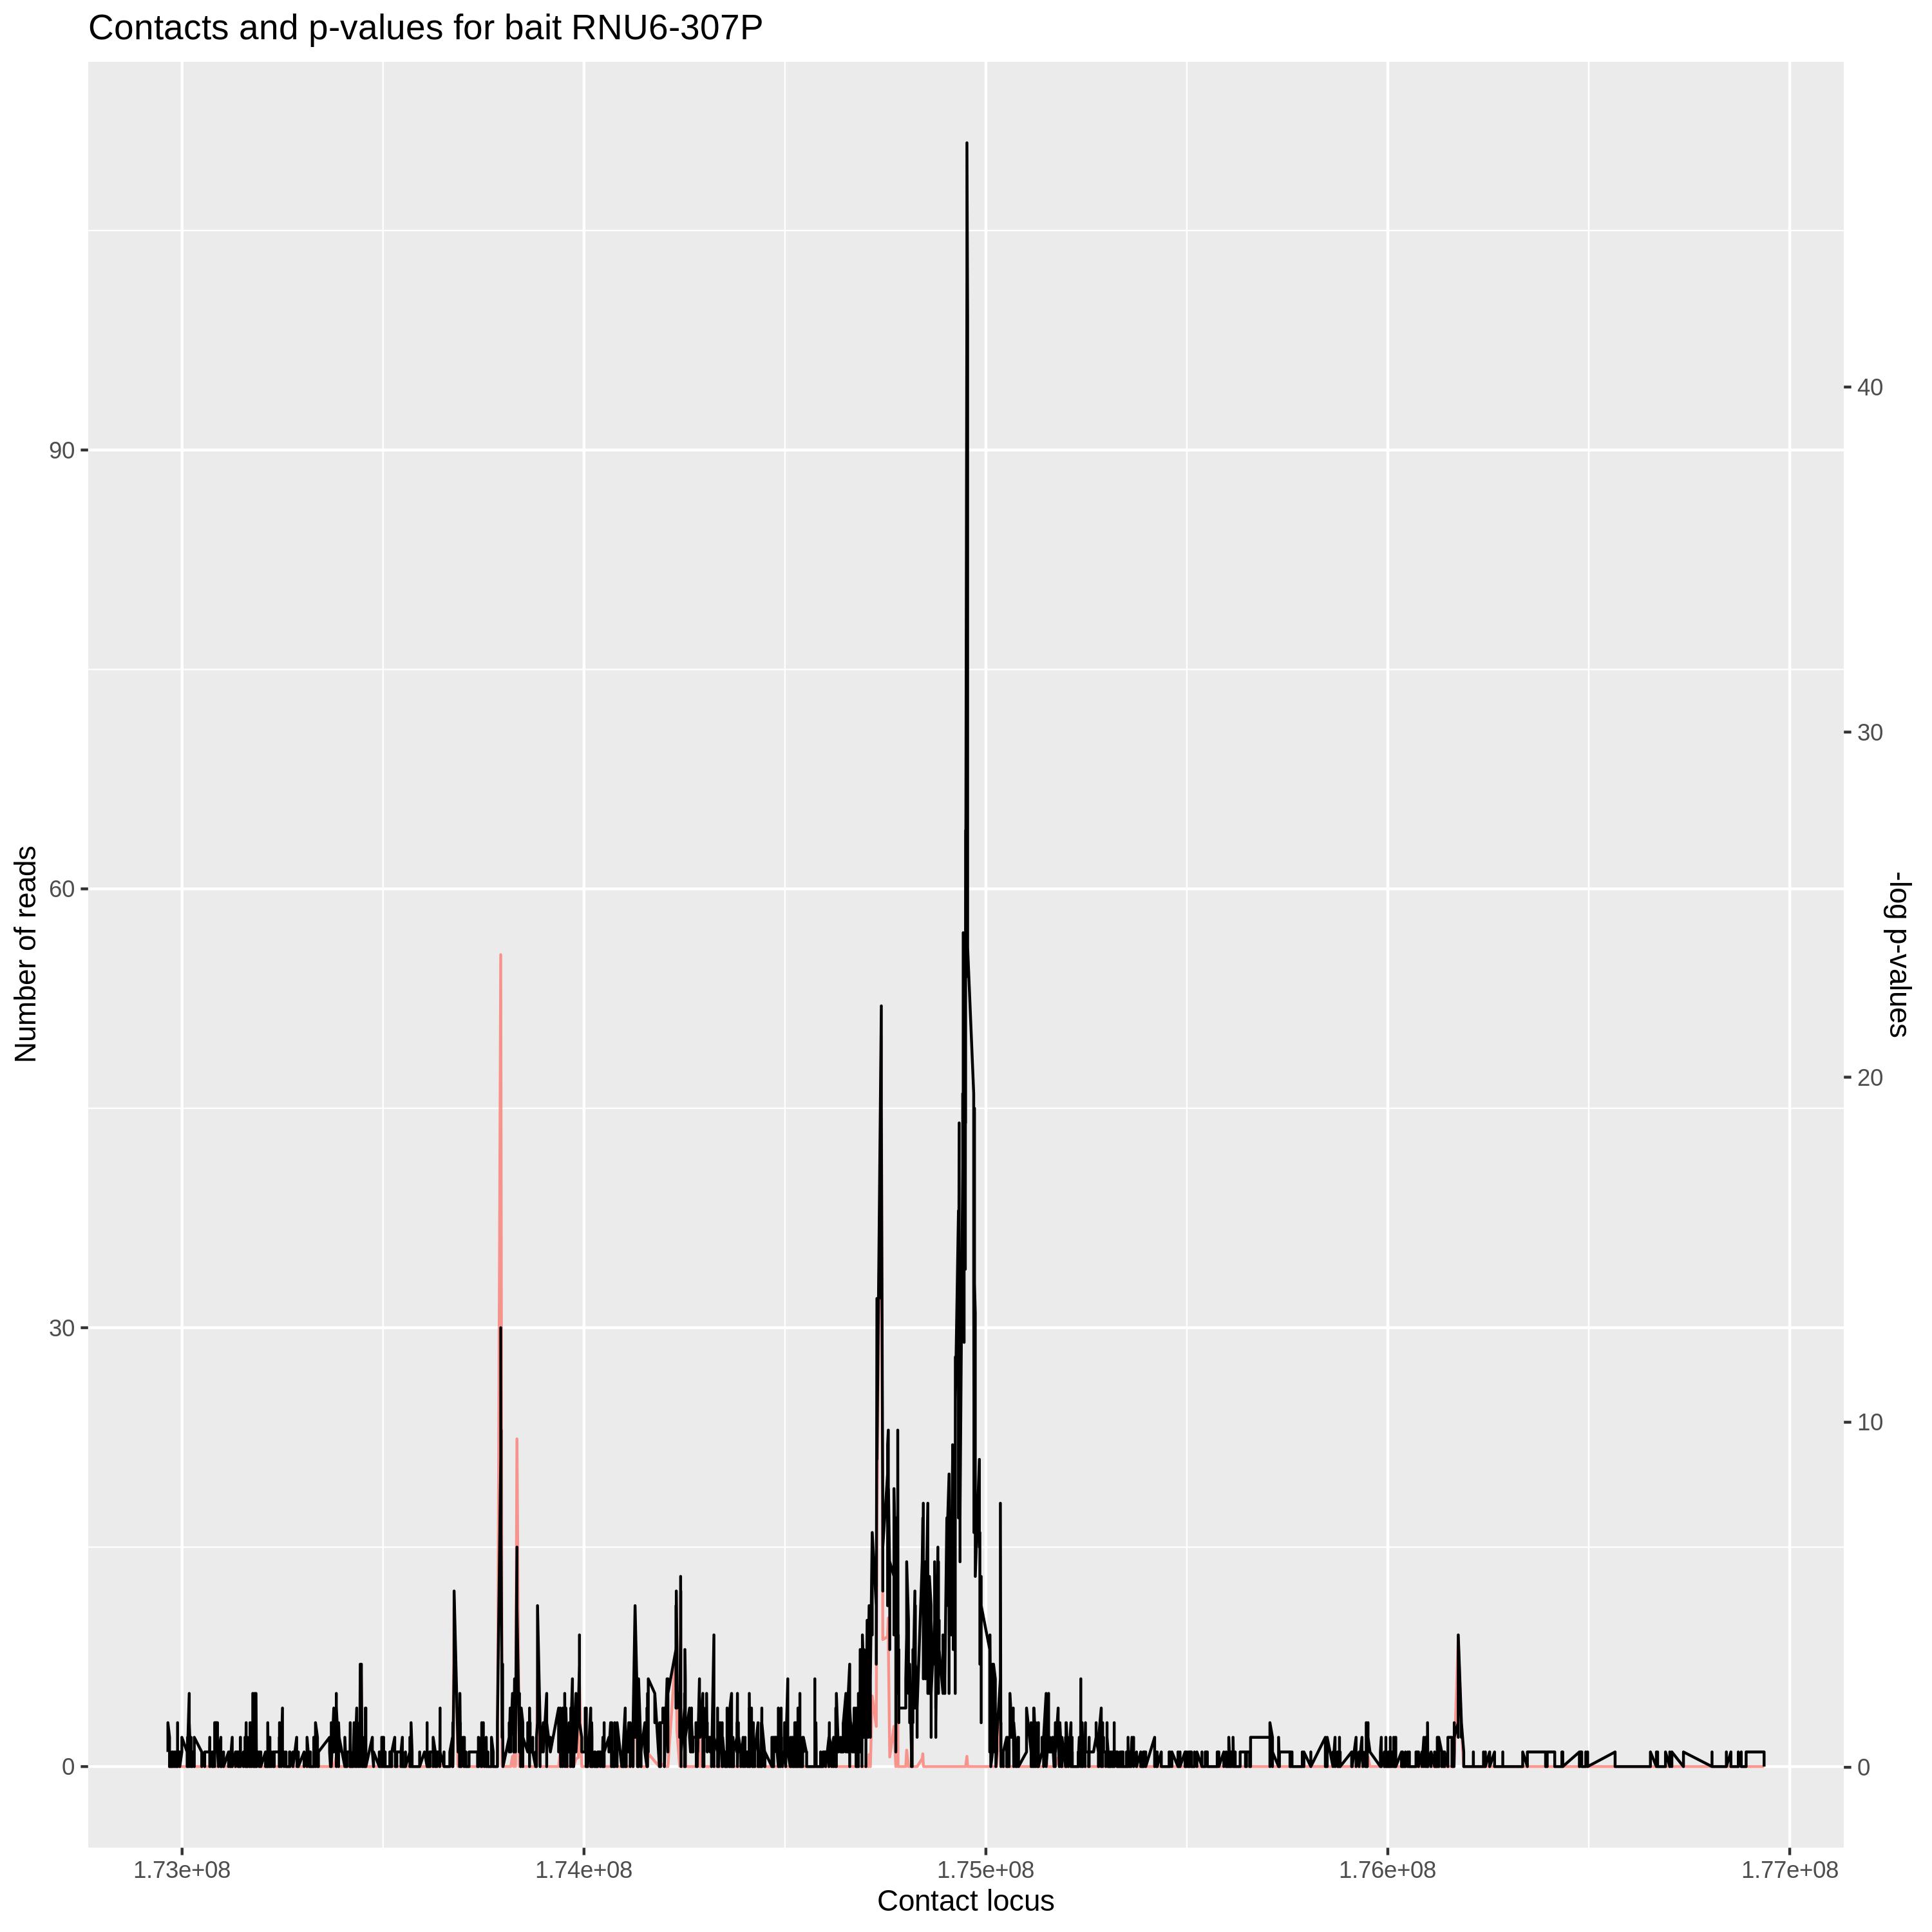 Contacts and p-values for bait RNU6-307P
Number of reads
90
60
30
0
40
30
20
10
0
-log p-values
1.73e+08
1.74e+08
1.75e+08
1.76e+08
1.77e+08
Contact locus